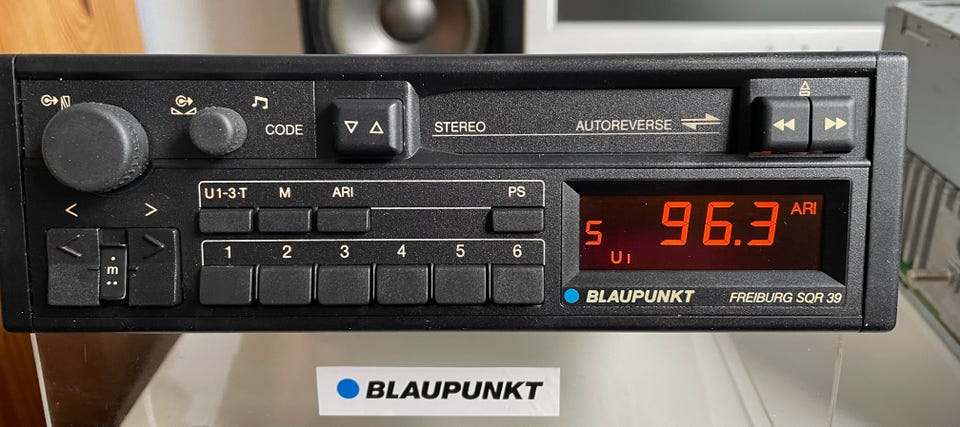 CODE
STEREO AUTOREVERSE
U1-3·T M ARI PS
m
1 2 3 4 5 6
96.3 ARI
5
U1
BLAUPUNKT FREIBURG SQR 39
BLAUPUNKT